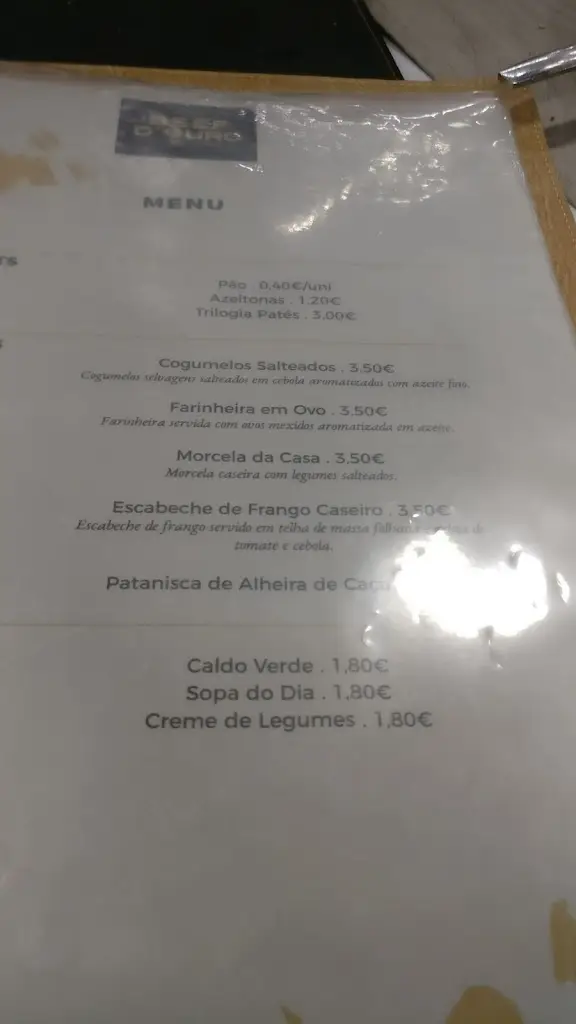 BEEF
D'OURO
MENU
Pão . 0,40€/uni
Azeitonas . 1,20€
Trilogia Patés . 3,00€
Cogumelos Salteados . 3,50€
Cogumelos selvagens salteados em cebola aromatizados com azeite fino.
Farinheira em Ovo . 3,50€
Farinheira servida com ovos mexidos aromatizada em azeite.
Morcela da Casa . 3,50€
Morcela caseira com legumes salteados.
Escabeche de Frango Caseiro . 3,50€
Escabeche de frango servido em telha de massa de
tomate e cebola.
Patanisca de Alheira de
Caldo Verde . 1,80€
Sopa do Dia . 1,80€
Creme de Legumes . 1,80€